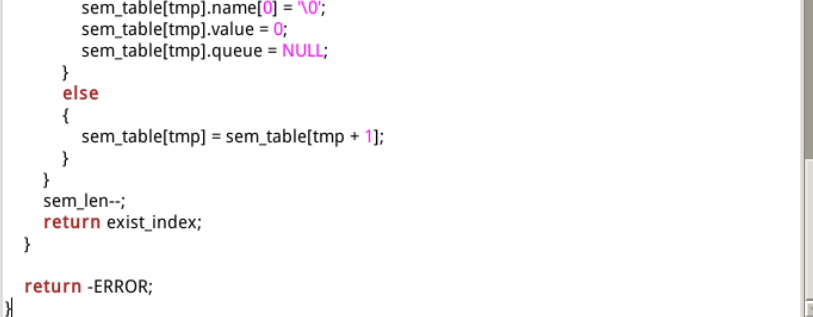 sem_table[tmp].name[0] = '\0';
sem_table[tmp].value = 0;
sem_table[tmp].queue = NULL;
}
else
{
sem_table[tmp] = sem_table[tmp + 1];
}
}
sem_len--;
return exist_index;
}
return -ERROR;
}